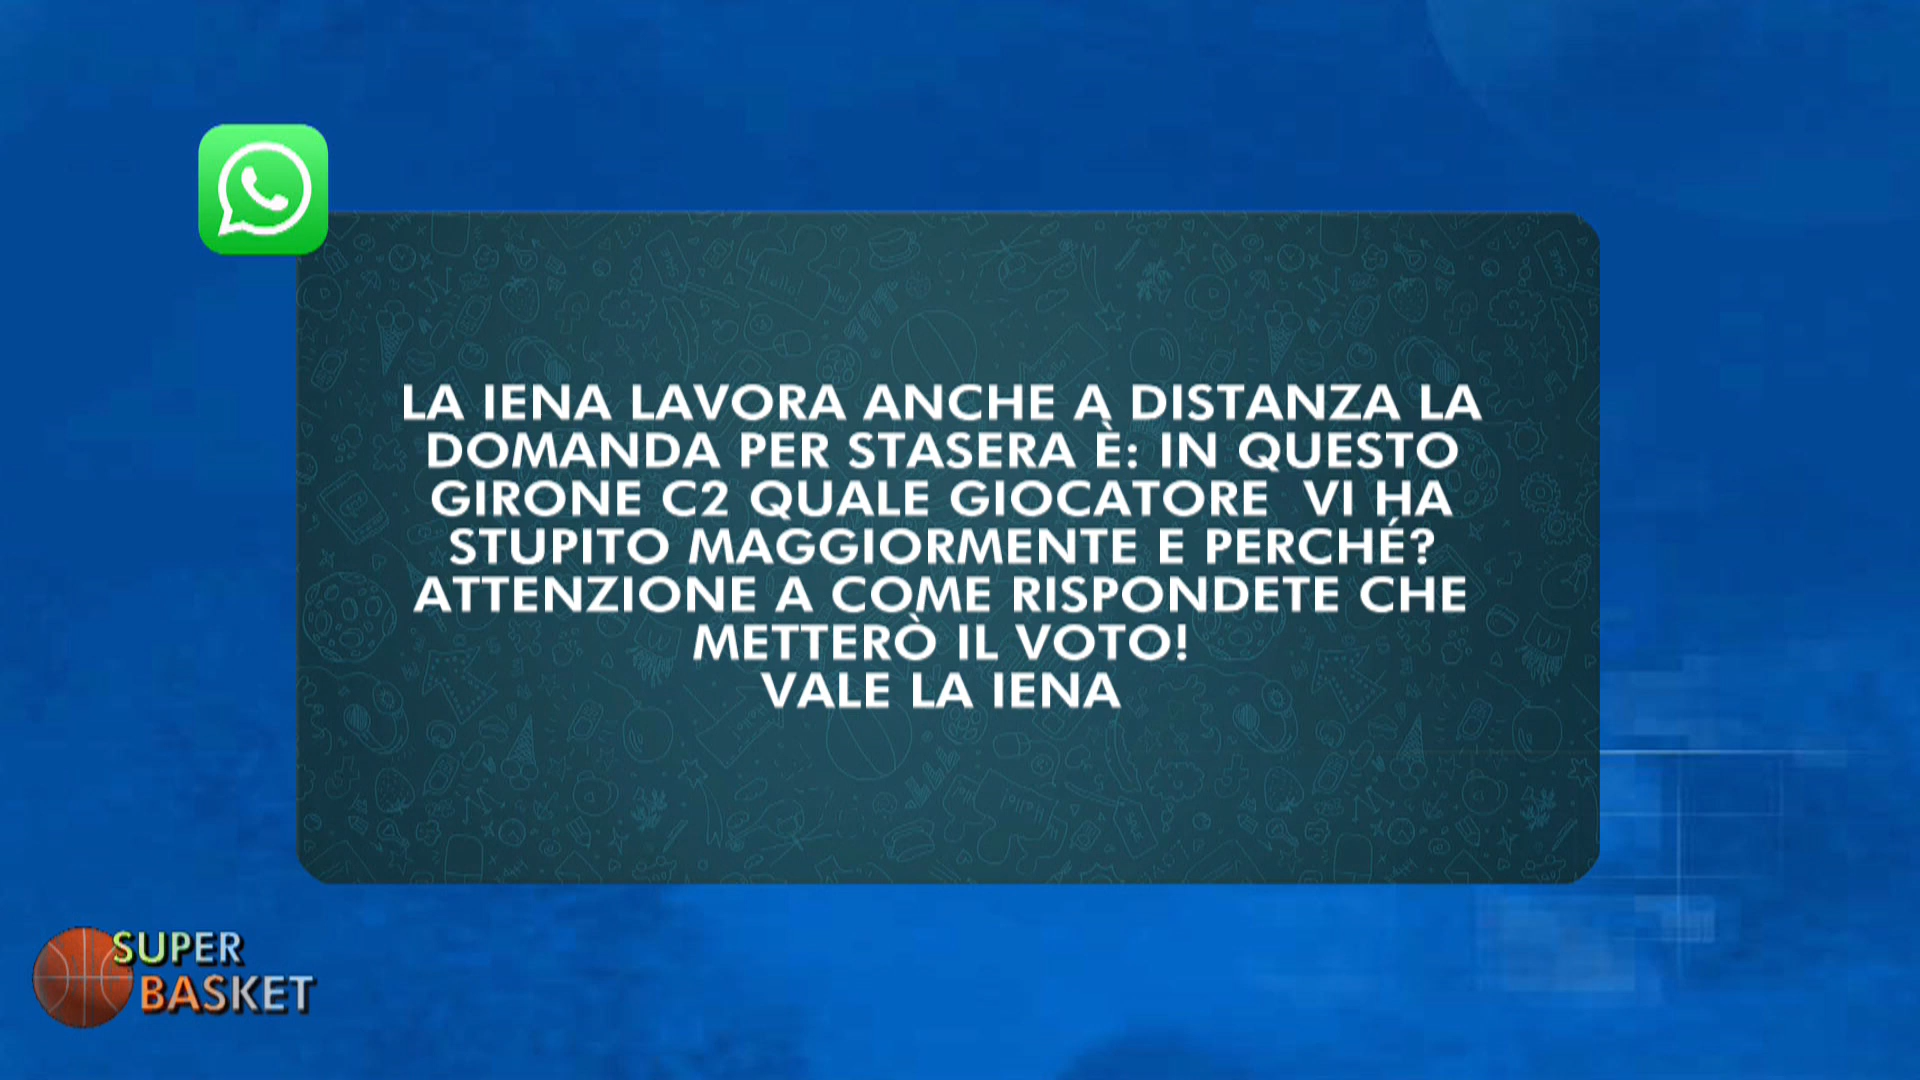 LA IENA LAVORA ANCHE A DISTANZA LA
DOMANDA PER STASERA È: IN QUESTO
GIRONE C2 QUALE GIOCATORE  VI HA
STUPITO MAGGIORMENTE E PERCHÉ?
ATTENZIONE A COME RISPONDETE CHE
METTERÒ IL VOTO!
VALE LA IENA
SUPER
BASKET